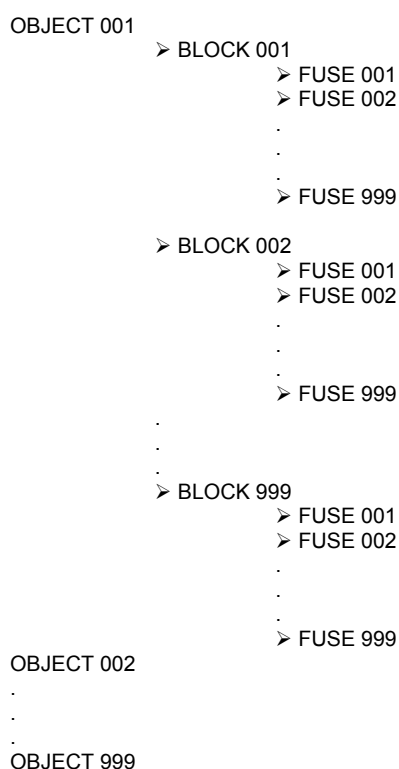 OBJECT 001
➢ BLOCK 001
➢ FUSE 001
➢ FUSE 002
.
.
.
➢ FUSE 999
➢ BLOCK 002
➢ FUSE 001
➢ FUSE 002
.
.
.
➢ FUSE 999
.
.
.
➢ BLOCK 999
➢ FUSE 001
➢ FUSE 002
.
.
.
➢ FUSE 999
OBJECT 002
.
.
.
OBJECT 999